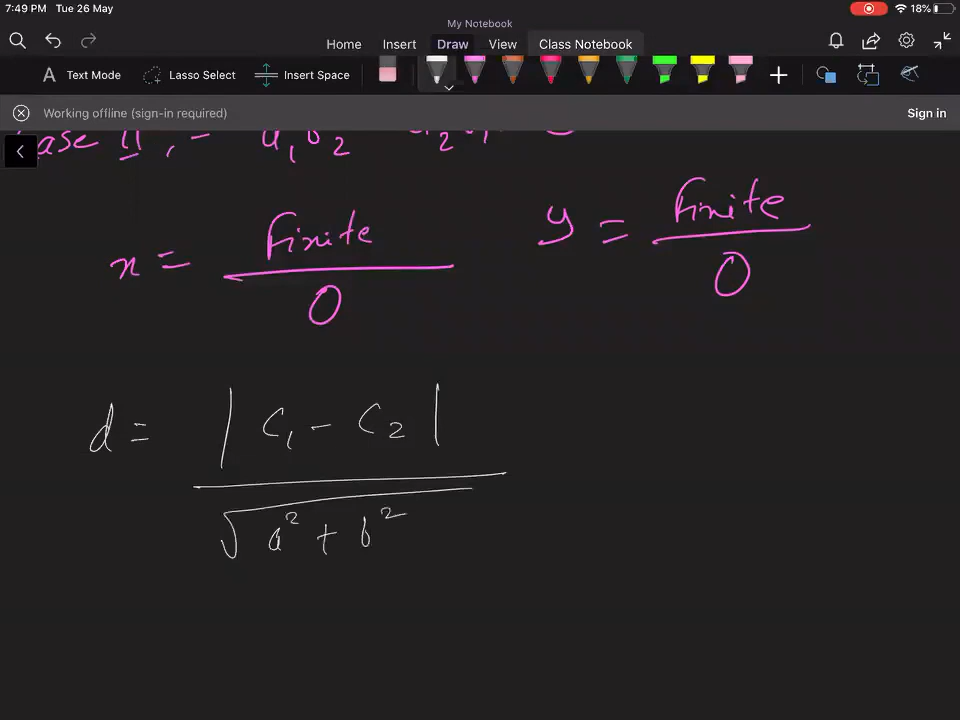 7:49 PM Tue 26 May 18%
My Notebook
Home Insert Draw View Class Notebook
Text Mode Lasso Select Insert Space
Working offline (sign-in required) Sign in
x = finite / 0 y = finite / 0
d = | C₁ - C₂ | / √a² + b²